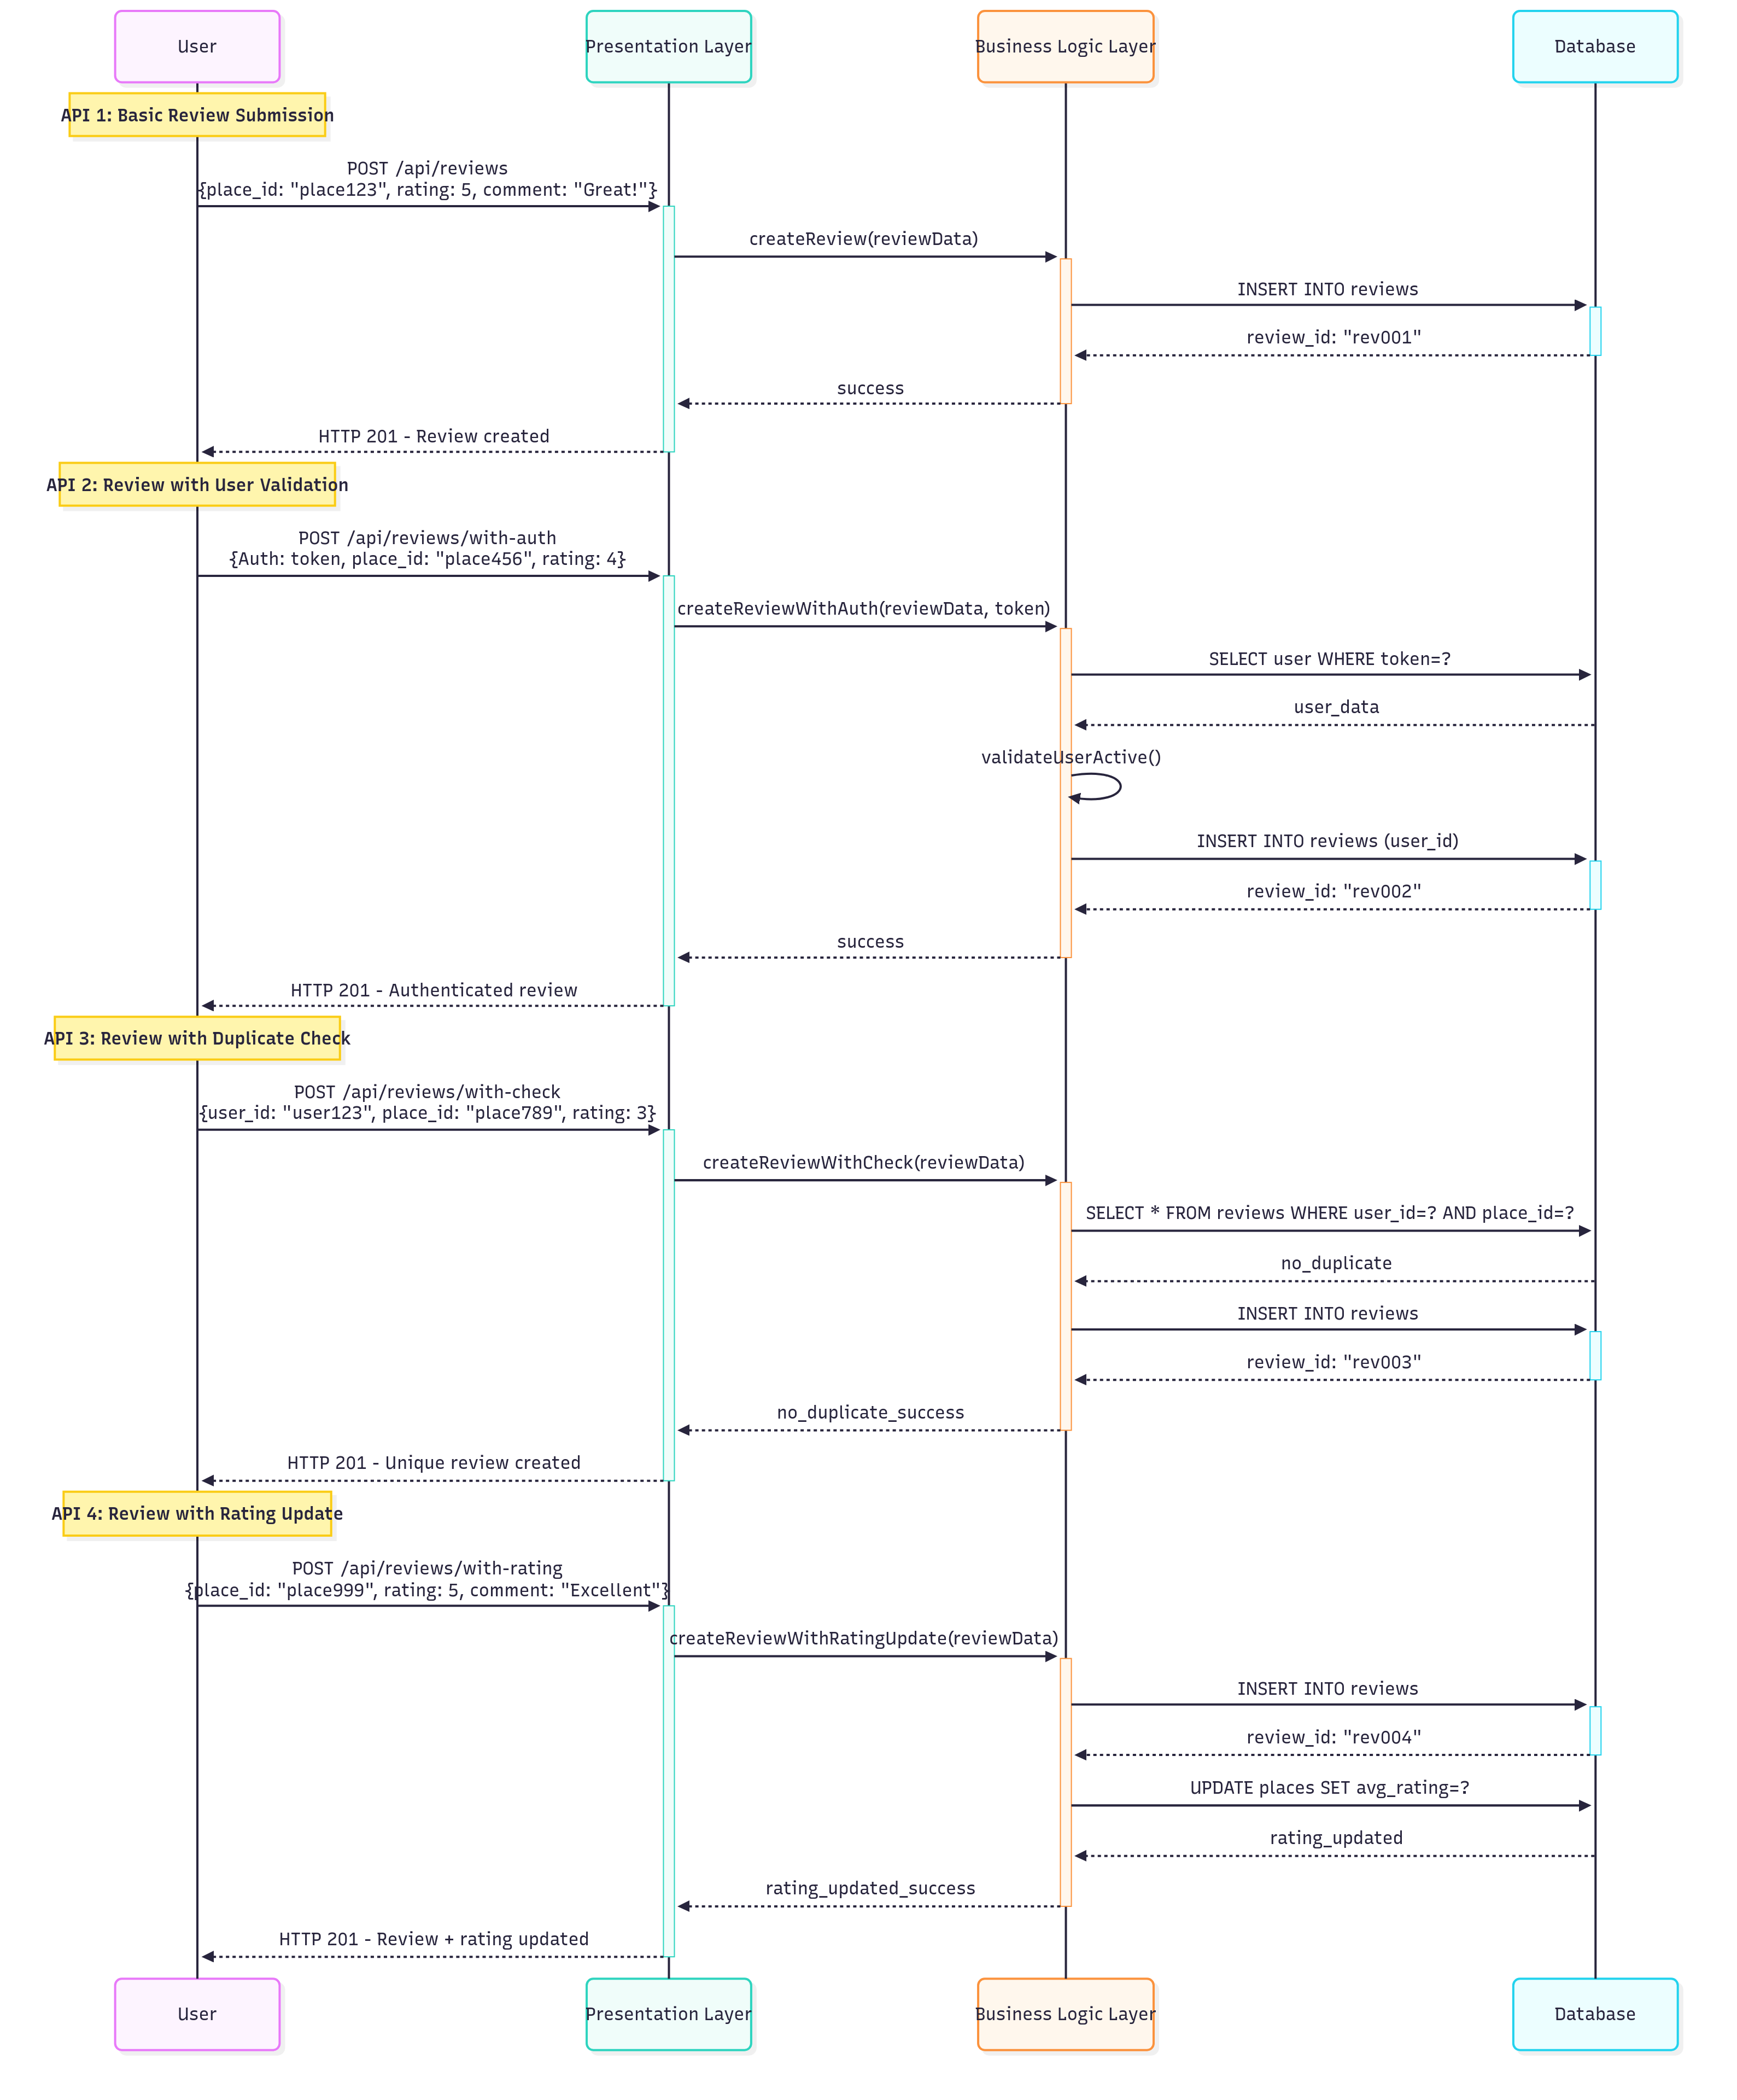 User
Presentation Layer
Business Logic Layer
Database
API 1: Basic Review Submission
POST /api/reviews
{place_id: "place123", rating: 5, comment: "Great!"}
createReview(reviewData)
INSERT INTO reviews
review_id: "rev001"
success
HTTP 201 - Review created
API 2: Review with User Validation
POST /api/reviews/with-auth
{Auth: token, place_id: "place456", rating: 4}
createReviewWithAuth(reviewData, token)
SELECT user WHERE token=?
user_data
validateUserActive()
INSERT INTO reviews (user_id)
review_id: "rev002"
success
HTTP 201 - Authenticated review
API 3: Review with Duplicate Check
POST /api/reviews/with-check
{user_id: "user123", place_id: "place789", rating: 3}
createReviewWithCheck(reviewData)
SELECT * FROM reviews WHERE user_id=? AND place_id=?
no_duplicate
INSERT INTO reviews
review_id: "rev003"
no_duplicate_success
HTTP 201 - Unique review created
API 4: Review with Rating Update
POST /api/reviews/with-rating
{place_id: "place999", rating: 5, comment: "Excellent"}
createReviewWithRatingUpdate(reviewData)
INSERT INTO reviews
review_id: "rev004"
UPDATE places SET avg_rating=?
rating_updated
rating_updated_success
HTTP 201 - Review + rating updated
User
Presentation Layer
Business Logic Layer
Database